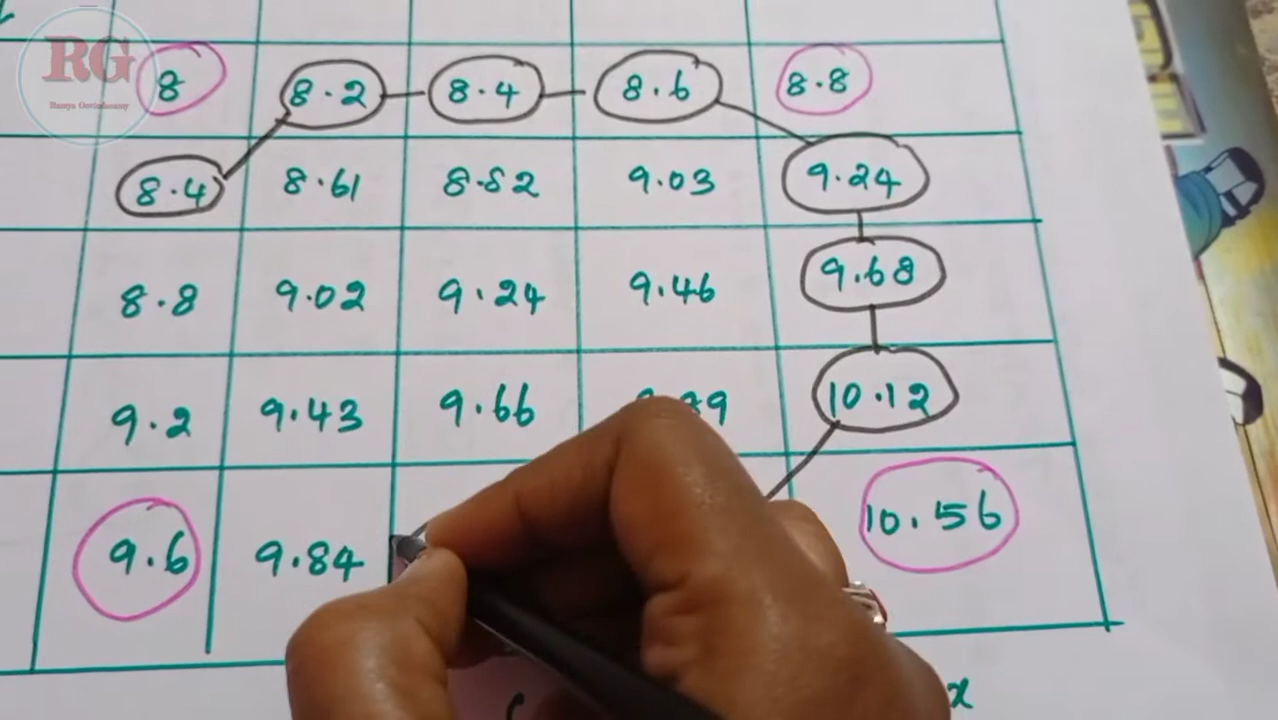 RG
Ramya Govindasamy
8 8.2 8.4 8.6 8.8
8.4 8.61 8.82 9.03 9.24
8.8 9.02 9.24 9.46 9.68
9.2 9.43 9.66 10.12
9.6 9.84 10.56
x